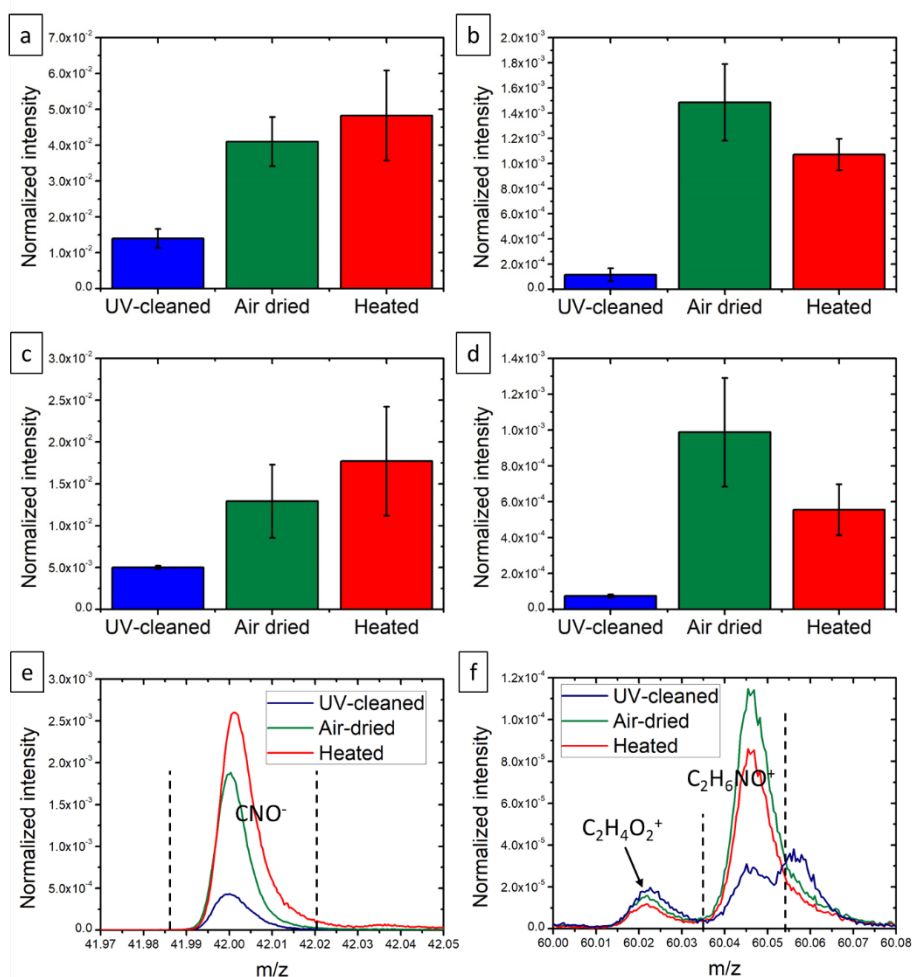 a
Normalized intensity
7.0x10⁻²
6.0x10⁻²
5.0x10⁻²
4.0x10⁻²
3.0x10⁻²
2.0x10⁻²
1.0x10⁻²
0.0
UV-cleaned Air dried Heated
b
Normalized intensity
2.0x10⁻³
1.8x10⁻³
1.6x10⁻³
1.4x10⁻³
1.2x10⁻³
1.0x10⁻³
8.0x10⁻⁴
6.0x10⁻⁴
4.0x10⁻⁴
2.0x10⁻⁴
0.0
UV-cleaned Air dried Heated
c
Normalized intensity
3.0x10⁻²
2.5x10⁻²
2.0x10⁻²
1.5x10⁻²
1.0x10⁻²
5.0x10⁻³
0.0
UV-cleaned Air dried Heated
d
Normalized intensity
1.4x10⁻³
1.2x10⁻³
1.0x10⁻³
8.0x10⁻⁴
6.0x10⁻⁴
4.0x10⁻⁴
2.0x10⁻⁴
0.0
UV-cleaned Air dried Heated
e
Normalized intensity
3.0x10⁻³
2.5x10⁻³
2.0x10⁻³
1.5x10⁻³
1.0x10⁻³
5.0x10⁻⁴
0.0
UV-cleaned
Air-dried
Heated
CNO⁻
41.97 41.98 41.99 42.00 42.01 42.02 42.03 42.04 42.05
m/z
f
Normalized intensity
1.2x10⁻⁴
1.0x10⁻⁴
8.0x10⁻⁵
6.0x10⁻⁵
4.0x10⁻⁵
2.0x10⁻⁵
0.0
UV-cleaned
Air-dried
Heated
C₂H₆NO⁺
C₂H₄O₂⁺
60.00 60.01 60.02 60.03 60.04 60.05 60.06 60.07 60.08
m/z